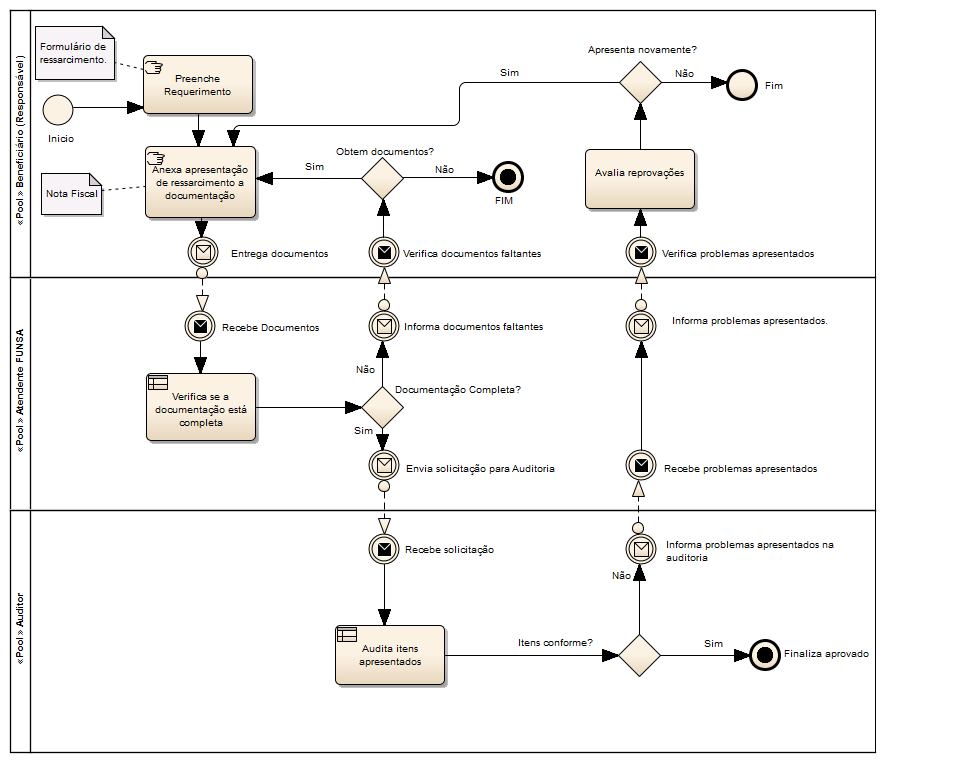 «Pool» Beneficiário (Responsável)
Formulário de
ressarcimento.
Preenche
Requerimento
Inicio
Nota Fiscal
Anexa apresentação
de ressarcimento a
documentação
Entrega documentos
Obtem documentos?
Sim
Não
FIM
Verifica documentos faltantes
Apresenta novamente?
Sim
Não
Fim
Avalia reprovações
Verifica problemas apresentados
«Pool» Atendente FUNSA
Recebe Documentos
Verifica se a
documentação está
completa
Informa documentos faltantes
Não
Documentação Completa?
Sim
Envia solicitação para Auditoria
Informa problemas apresentados.
Recebe problemas apresentados
«Pool» Auditor
Recebe solicitação
Audita itens
apresentados
Informa problemas apresentados na
auditoria
Não
Itens conforme?
Sim
Finaliza aprovado